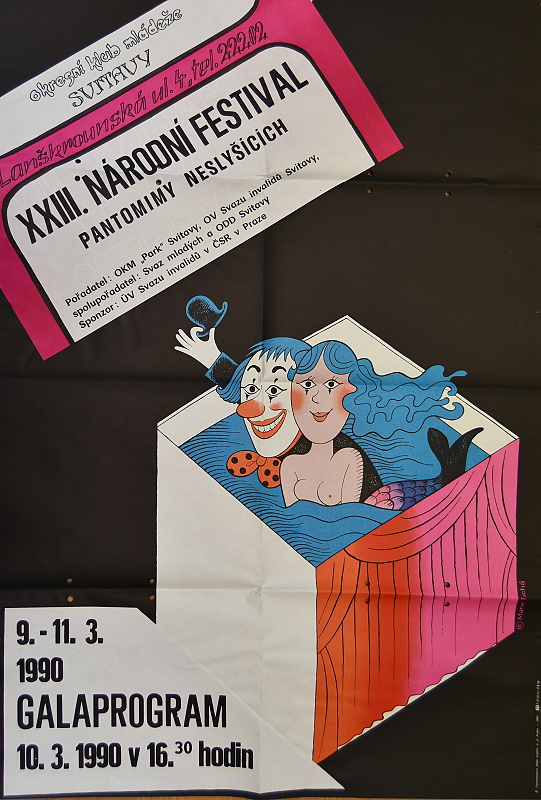 Okresní klub mládeže
SVITAVY
Lanškrounská ul. 4, tel. 22202
XXIII. NÁRODNÍ FESTIVAL
PANTOMIMY NESLYŠÍCÍCH
Pořadatel: OKM „Park" Svitavy, OV Svazu invalidů Svitavy,
spolupořadatel: Svaz mladých a ODD Svitavy
Sponzor: ÚV Svazu invalidů v ČSR v Praze
9. - 11. 3.
1990
GALAPROGRAM
10. 3. 1990 v 16.30 hodin